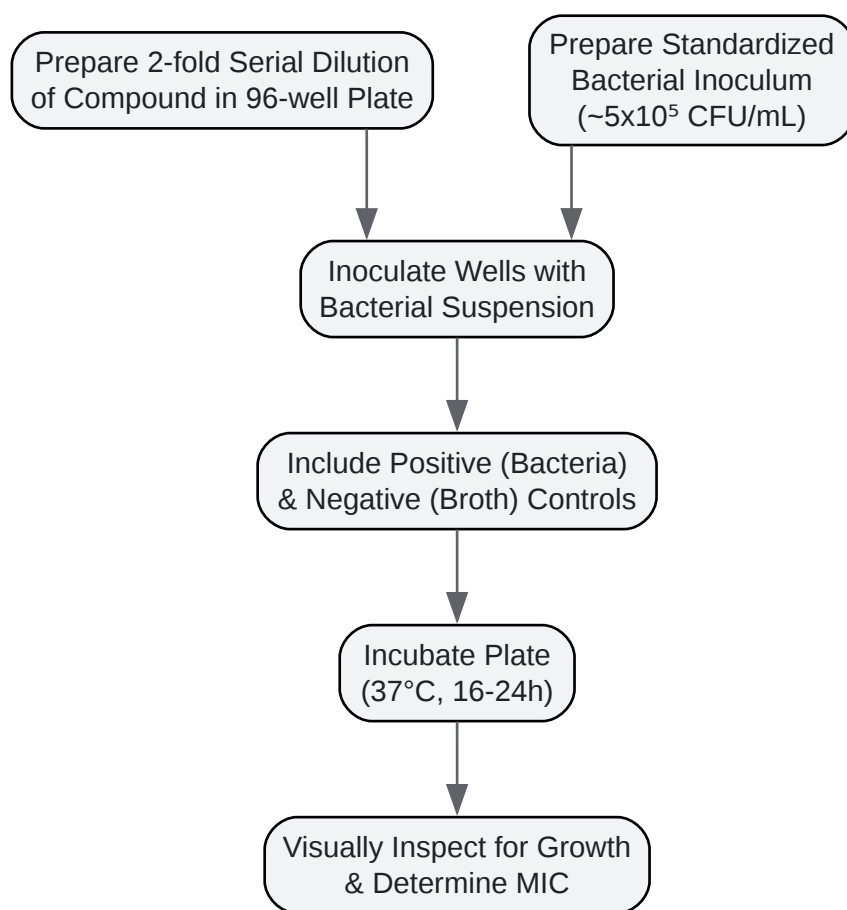 Prepare 2-fold Serial Dilution
of Compound in 96-well Plate
Prepare Standardized
Bacterial Inoculum
(~5x10⁵ CFU/mL)
Inoculate Wells with
Bacterial Suspension
Include Positive (Bacteria)
& Negative (Broth) Controls
Incubate Plate
(37°C, 16-24h)
Visually Inspect for Growth
& Determine MIC